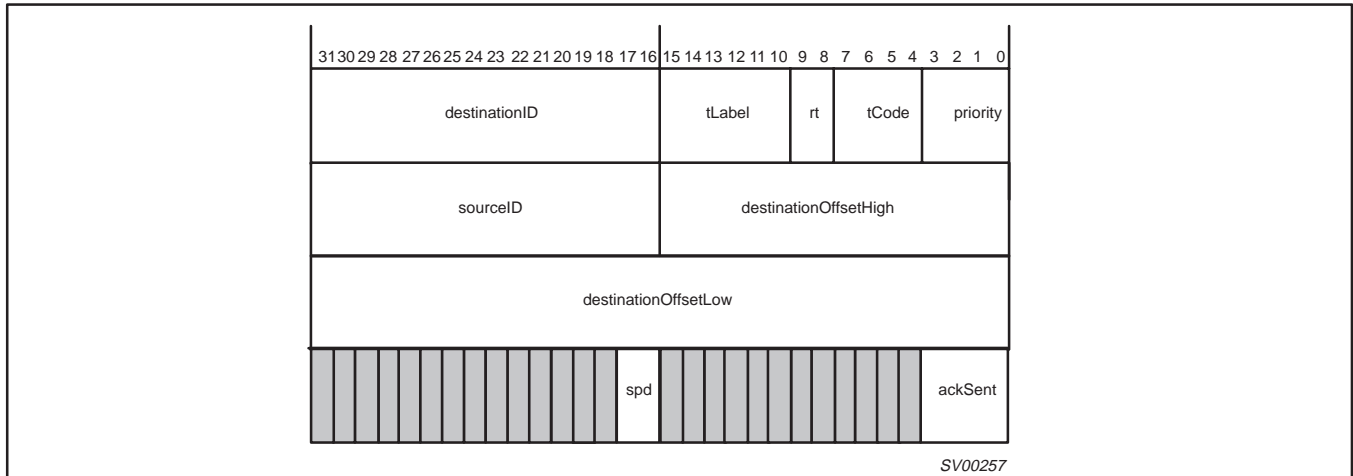 31 30 29 28 27 26 25 24 23 22 21 20 19 18 17 16 15 14 13 12 11 10 9 8 7 6 5 4 3 2 1 0
destinationID tLabel rt tCode priority
sourceID destinationOffsetHigh
destinationOffsetLow
spd ackSent
SV00257